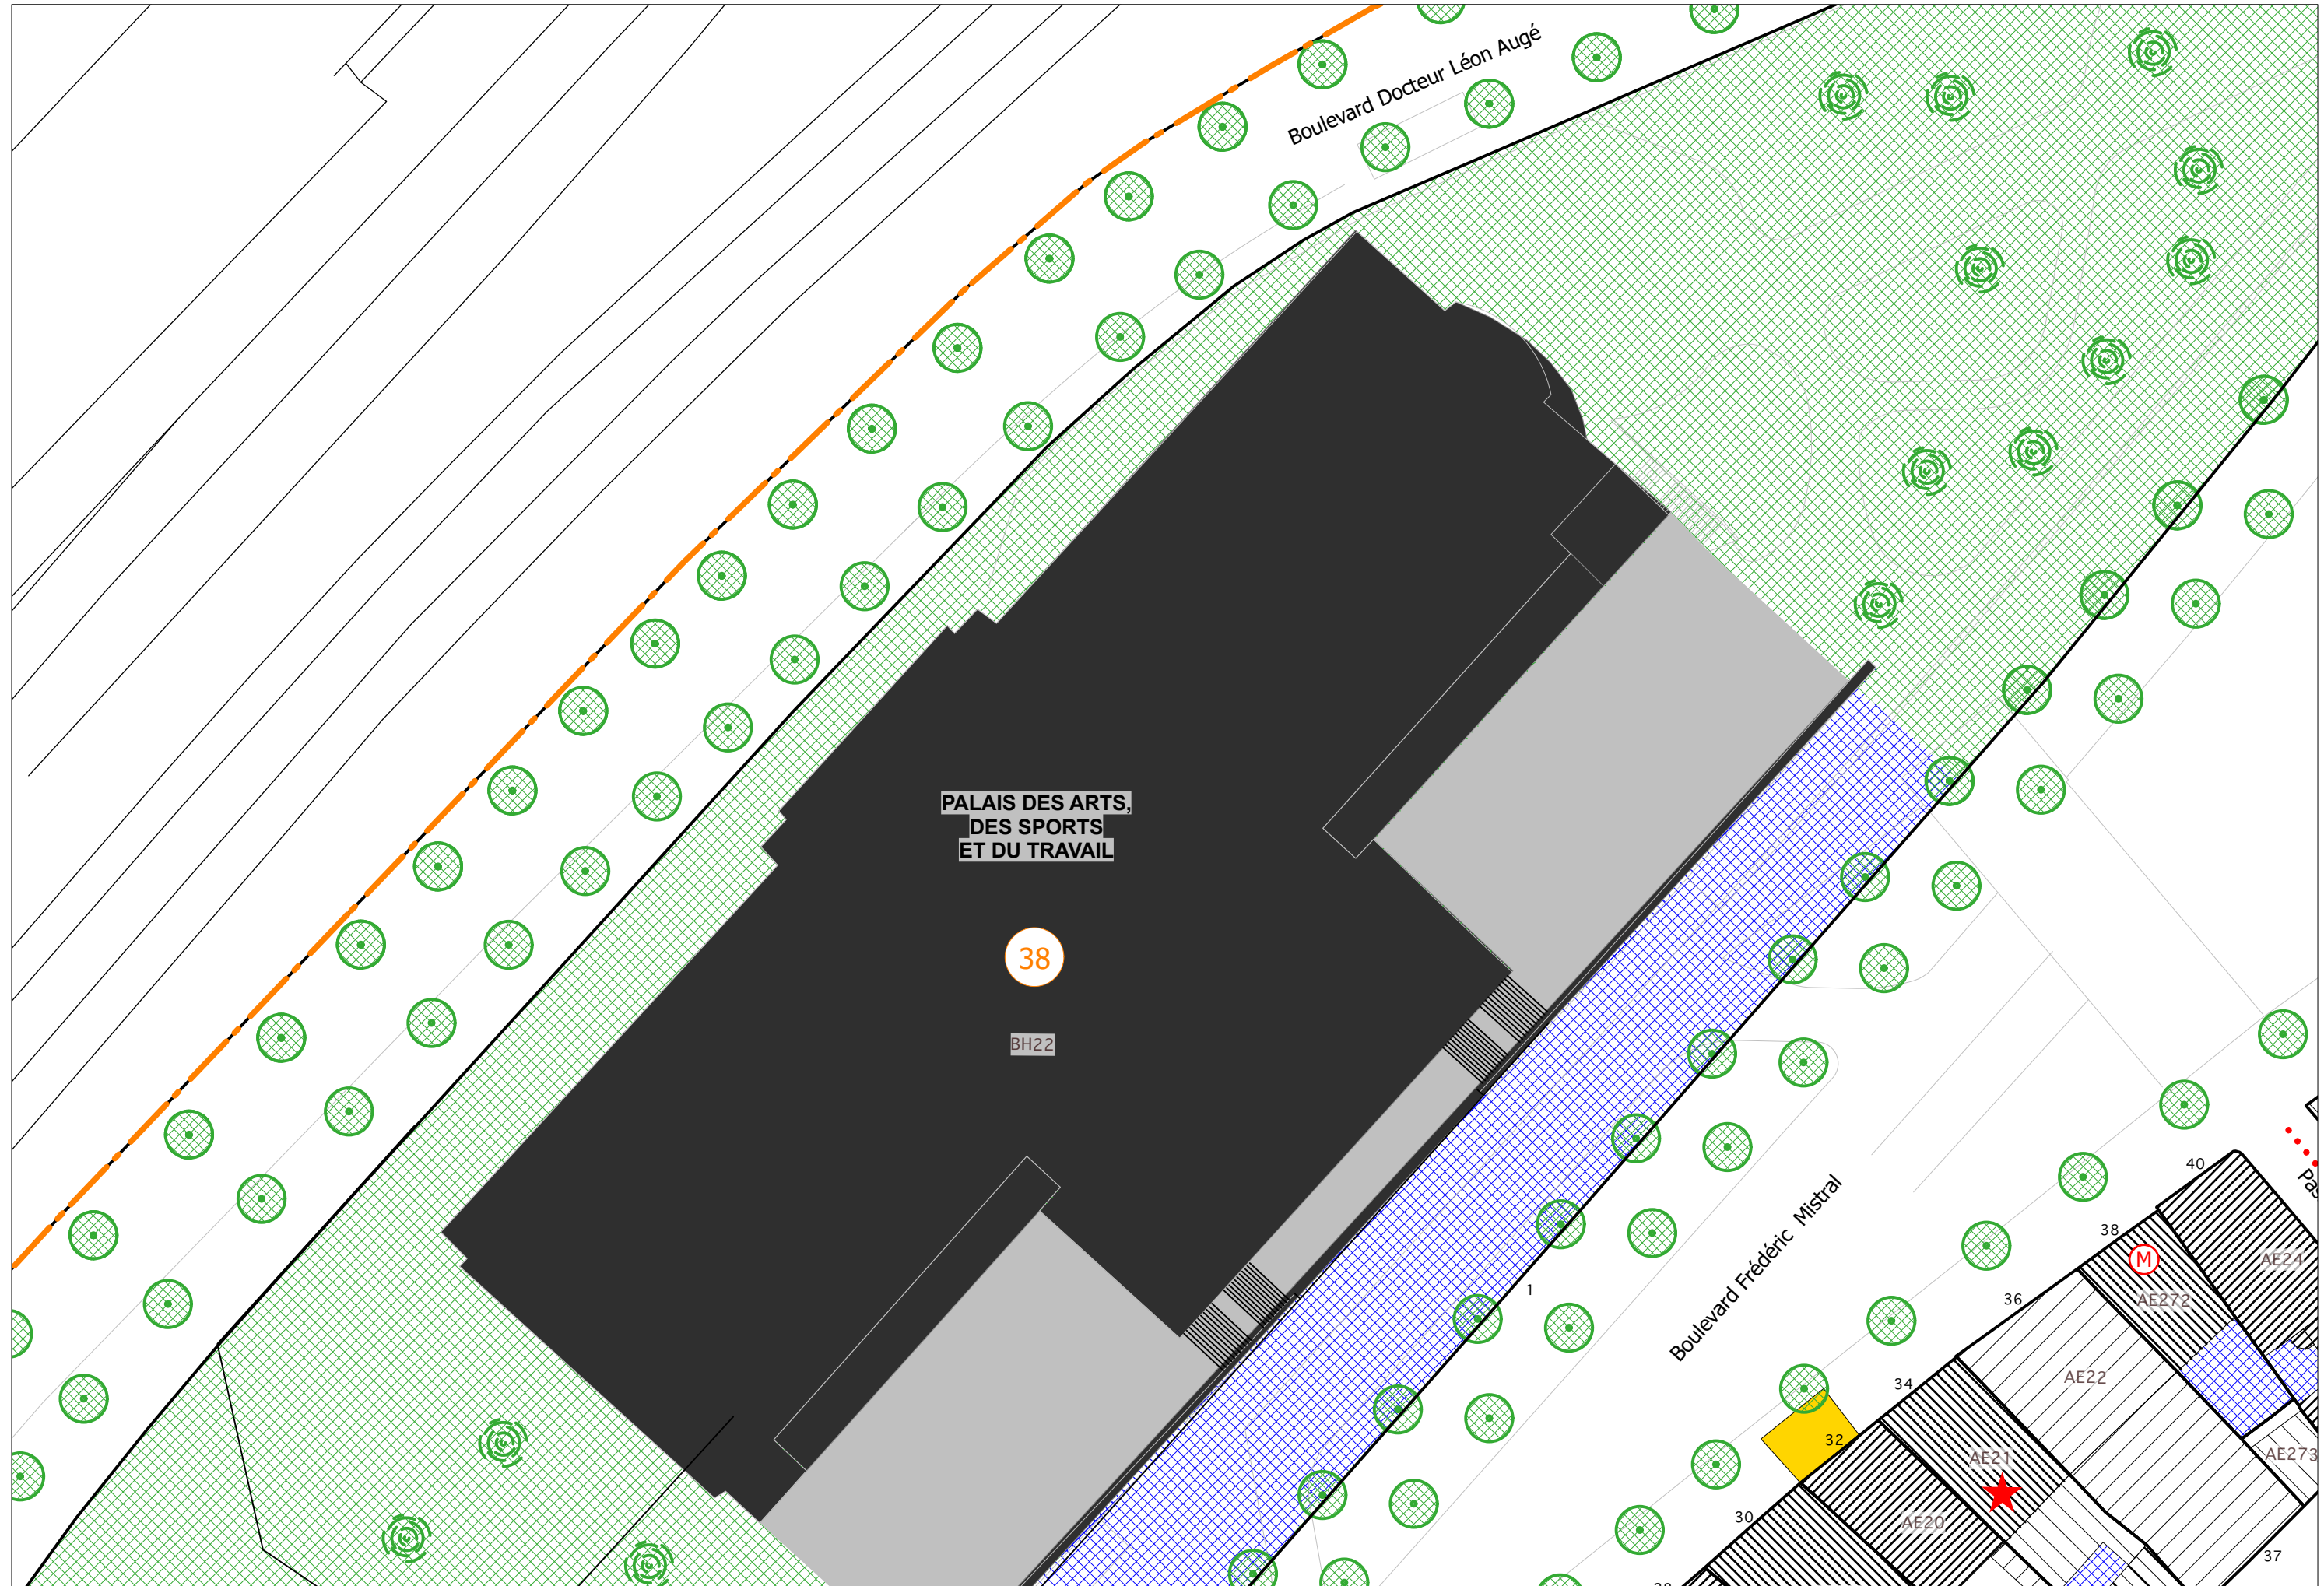 Boulevard Docteur Léon Augé
PALAIS DES ARTS,
DES SPORTS
ET DU TRAVAIL
38
BH22
Boulevard Frédéric Mistral
1
40
38
M
AE24
AE272
36
AE22
34
32
AE21
AE273
30
AE20
37